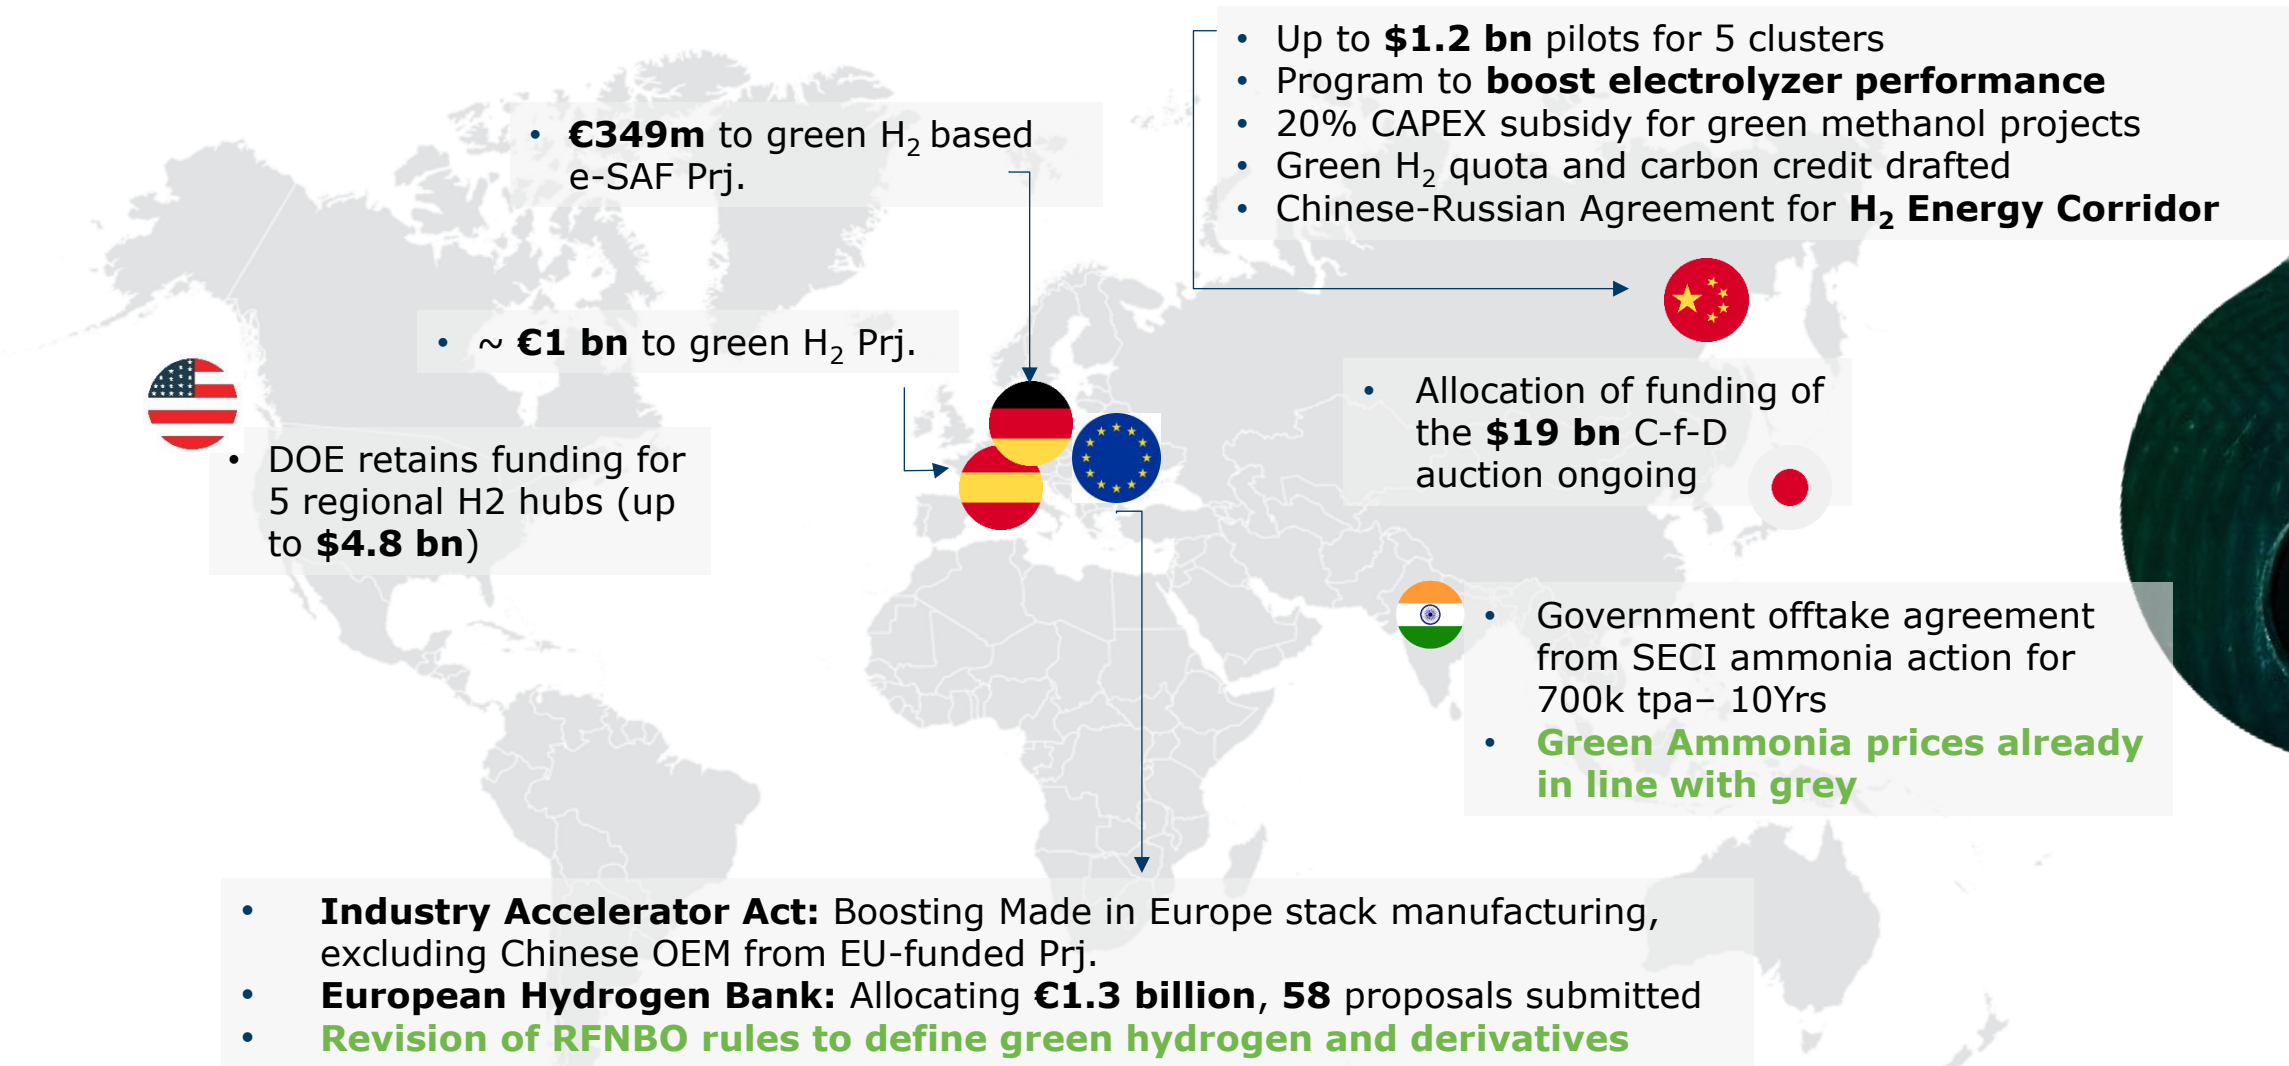 • Up to $1.2 bn pilots for 5 clusters
• Program to boost electrolyzer performance
• 20% CAPEX subsidy for green methanol projects
• Green H₂ quota and carbon credit drafted
• Chinese-Russian Agreement for H₂ Energy Corridor
• €349m to green H₂ based
e-SAF Prj.
• ~ €1 bn to green H₂ Prj.
• DOE retains funding for
5 regional H2 hubs (up
to $4.8 bn)
• Allocation of funding of
the $19 bn C-f-D
auction ongoing
• Government offtake agreement
from SECI ammonia action for
700k tpa– 10Yrs
• Green Ammonia prices already
in line with grey
• Industry Accelerator Act: Boosting Made in Europe stack manufacturing,
excluding Chinese OEM from EU-funded Prj.
• European Hydrogen Bank: Allocating €1.3 billion, 58 proposals submitted
• Revision of RFNBO rules to define green hydrogen and derivatives